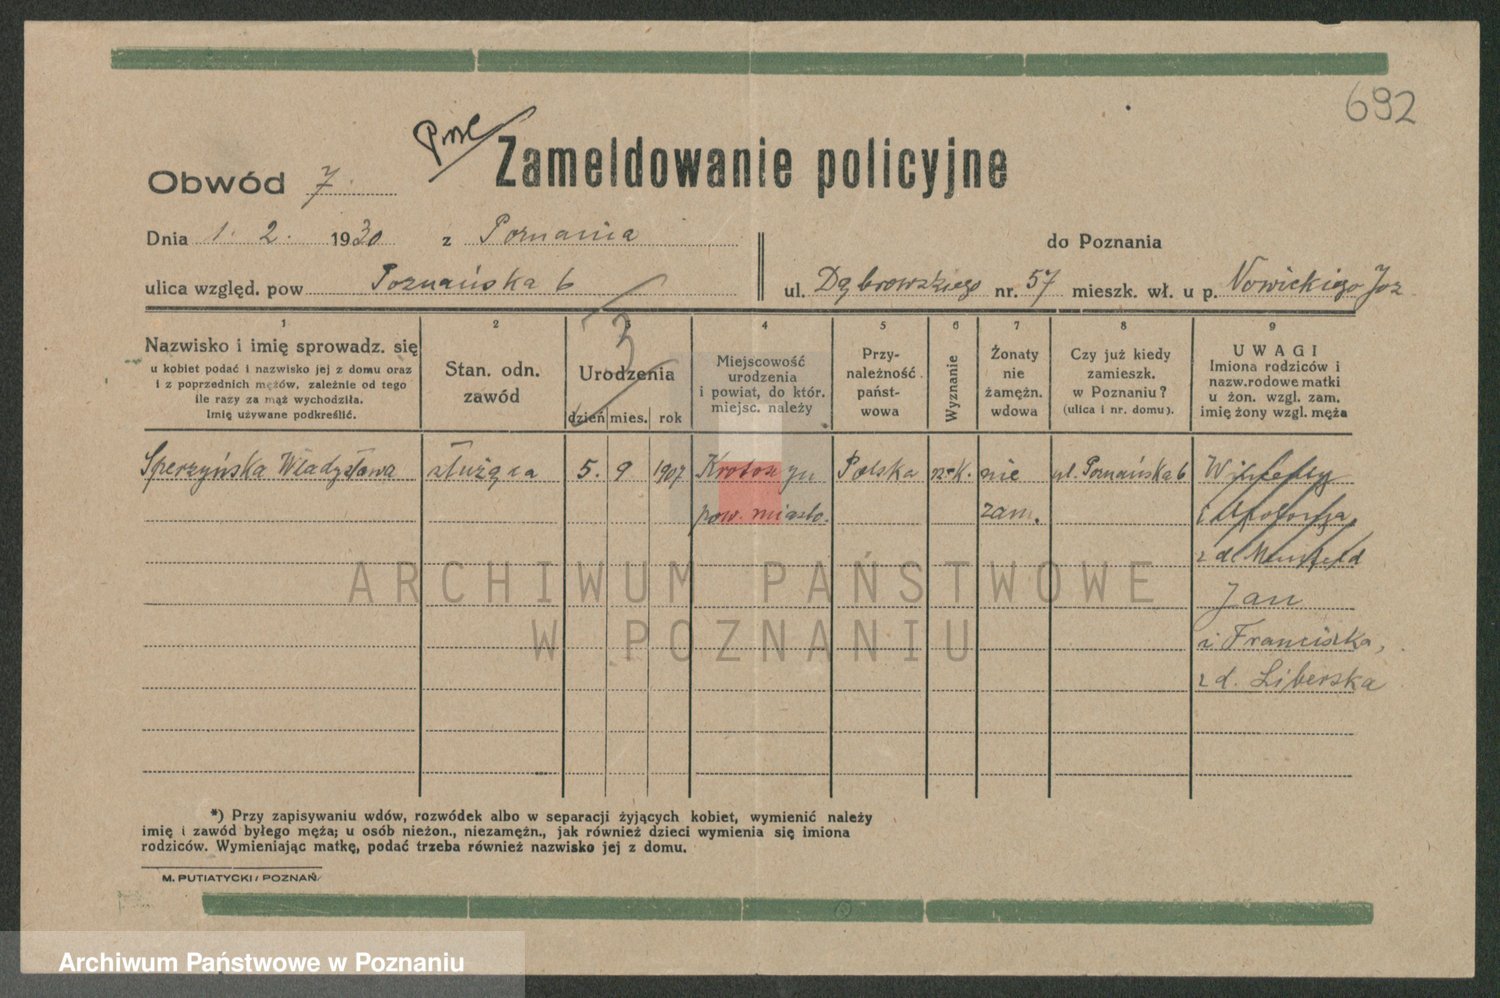 692
Zameldowanie policyjne
Obwód 7.
Dnia 1. 2. 1930 z Poznania do Poznania
ulica względ. pow Poznańska 6 ul. Dąbrowskiego nr. 57 mieszk. wł. u p. Nowickiego Joz
3
1 2 3 4 5 6 7 8 9
Nazwisko i imię sprowadz. się
u kobiet podać i nazwisko jej z domu oraz
i z poprzednich mężów, zależnie od tego
ile razy za mąż wychodziła.
Imię używane podkreślić.
Stan. odn.
zawód
Urodzenia
dzień mies. rok
Miejscowość
urodzenia
i powiat, do któr.
miejsc. należy
Przy-
należność
państ-
wowa
Wyznanie
Żonaty
nie
zamężn.
wdowa
Czy już kiedy
zamieszk.
w Poznaniu?
(ulica i nr. domu).
UWAGI
Imiona rodziców i
nazw.rodowe matki
u żon. wzgl. zam.
imię żony wzgl. męża
Sperzyńska Władysława służąca 5. 9 1907 Krotoszyn Polska rz-k. nie ul. Poznańska 6
pow. miasto. zam. i
z d.
Jan
i Franciszka,
z d. Liberska
ARCHIWUM PAŃSTWOWE
W POZNANIU
*) Przy zapisywaniu wdów, rozwódek albo w separacji żyjących kobiet, wymienić należy
imię i zawód byłego męża; u osób nieżon., niezamężn., jak również dzieci wymienia się imiona
rodziców. Wymieniając matkę, podać trzeba również nazwisko jej z domu.
M. PUTIATYCKI / POZNAŃ
Archiwum Państwowe w Poznaniu